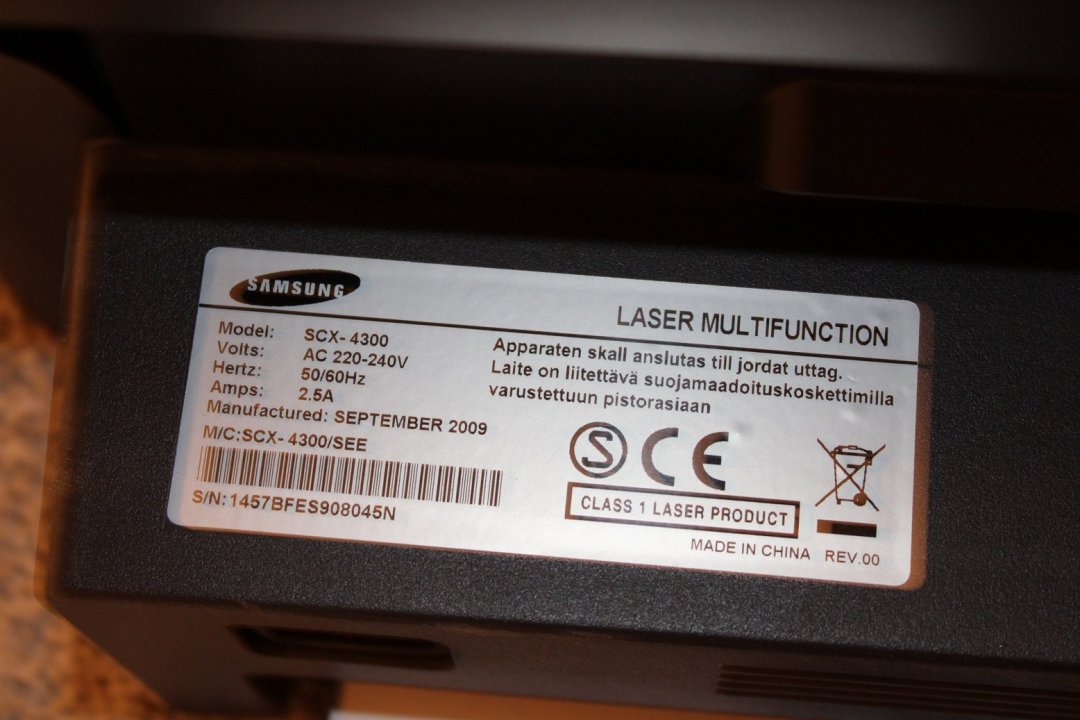 SAMSUNG
LASER MULTIFUNCTION
Model: SCX- 4300
Volts: AC 220-240V
Hertz: 50/60Hz
Amps: 2.5A
Manufactured: SEPTEMBER 2009
M/C:SCX- 4300/SEE
S/N:1457BFES908045N
Apparaten skall anslutas till jordat uttag.
Laite on liitettävä suojamaadoituskoskettimilla
varustettuun pistorasiaan
S CE
CLASS 1 LASER PRODUCT
MADE IN CHINA REV.00